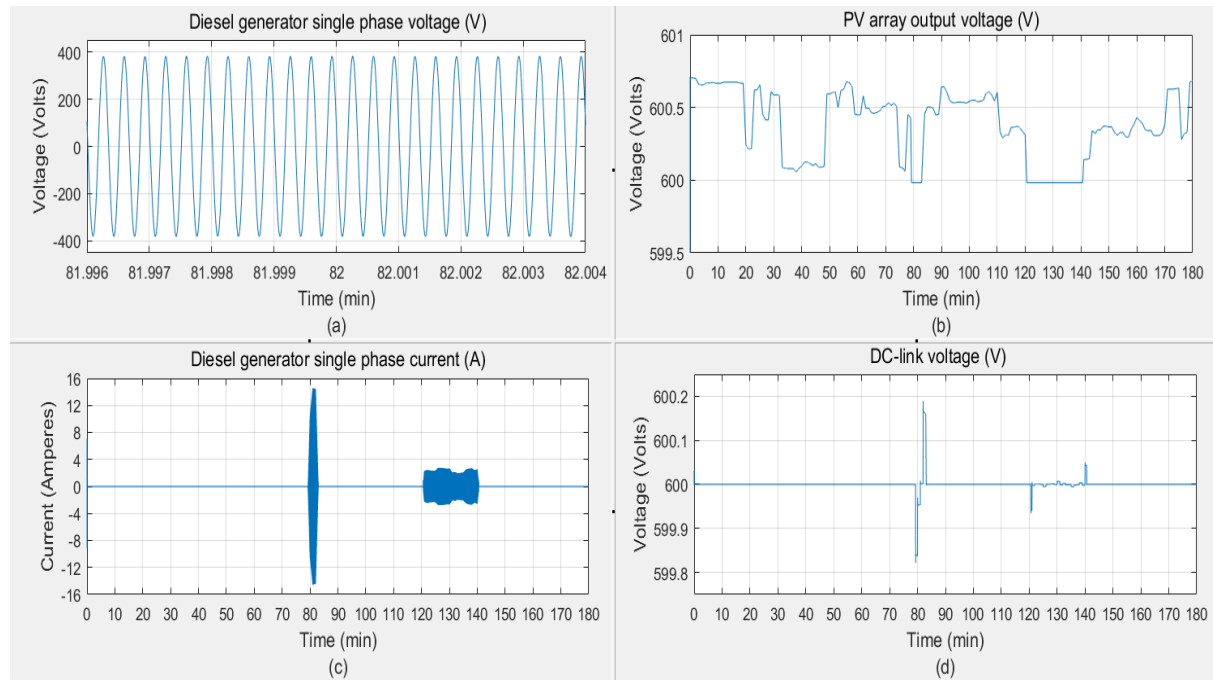 Diesel generator single phase voltage (V)
Voltage (Volts)
400
200
0
-200
-400
81.996 81.997 81.998 81.999 82 82.001 82.002 82.003 82.004
Time (min)
(a)
PV array output voltage (V)
Voltage (Volts)
601
600.5
600
599.5
0 10 20 30 40 50 60 70 80 90 100 110 120 130 140 150 160 170 180
Time (min)
(b)
Diesel generator single phase current (A)
Current (Amperes)
16
12
8
4
0
-4
-8
-12
-16
0 10 20 30 40 50 60 70 80 90 100 110 120 130 140 150 160 170 180
Time (min)
(c)
DC-link voltage (V)
Voltage (Volts)
600.2
600.1
600
599.9
599.8
0 10 20 30 40 50 60 70 80 90 100 110 120 130 140 150 160 170 180
Time (min)
(d)